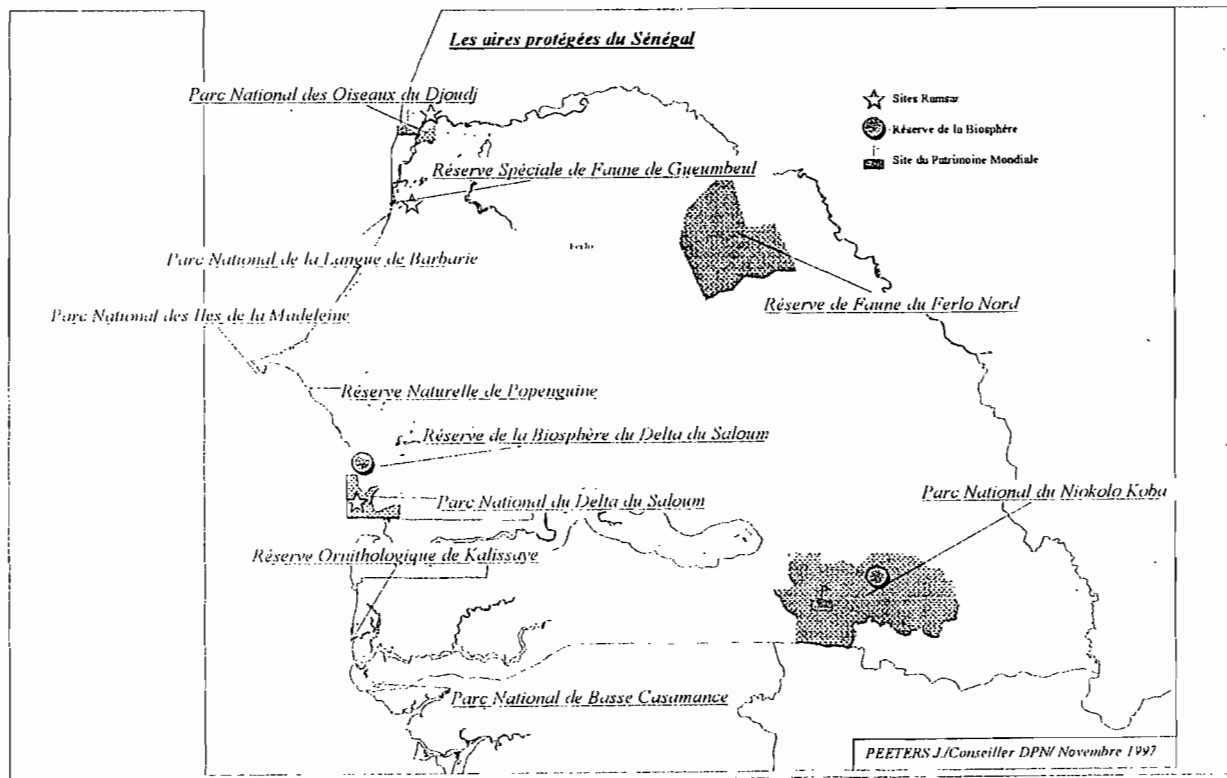 Les aires protégées du Sénégal
Parc National des Oiseaux du Djoudj
Sites Ramsar
Réserve de la Biosphère
Site du Patrimoine Mondiale
Réserve Spéciale de Faune de Gueumbeul
Ferlo
Parc National de la Langue de Barbarie
Réserve de Faune du Ferlo Nord
Parc National des Iles de la Madeleine
Réserve Naturelle de Popenguine
Réserve de la Biosphère du Delta du Saloum
Parc National du Delta du Saloum
Parc National du Niokolo Koba
Réserve Ornithologique de Kalissaye
Parc National de Basse Casamance
PEETERS J./Conseiller DPN/ Novembre 1997